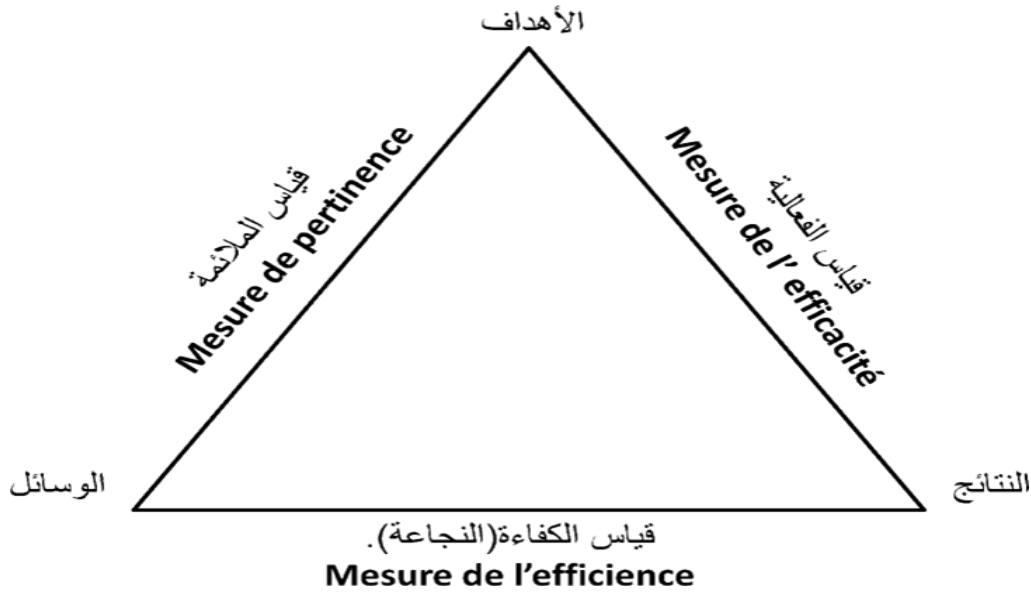 الأهداف
قياس الملائمة
Mesure de pertinence
قياس الفعالية
Mesure de l' efficacité
الوسائل
النتائج
قياس الكفاءة(النجاعة).
Mesure de l'efficience